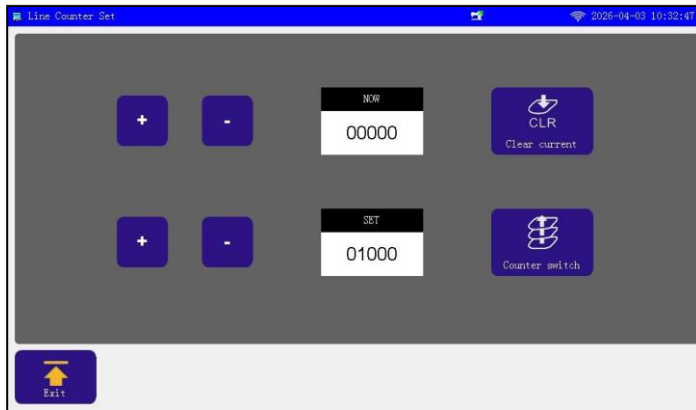 Line Counter Set
2026-04-03 10:32:47
+
-
NOW
00000
CLR
Clear current
+
-
SET
01000
Counter switch
Exit